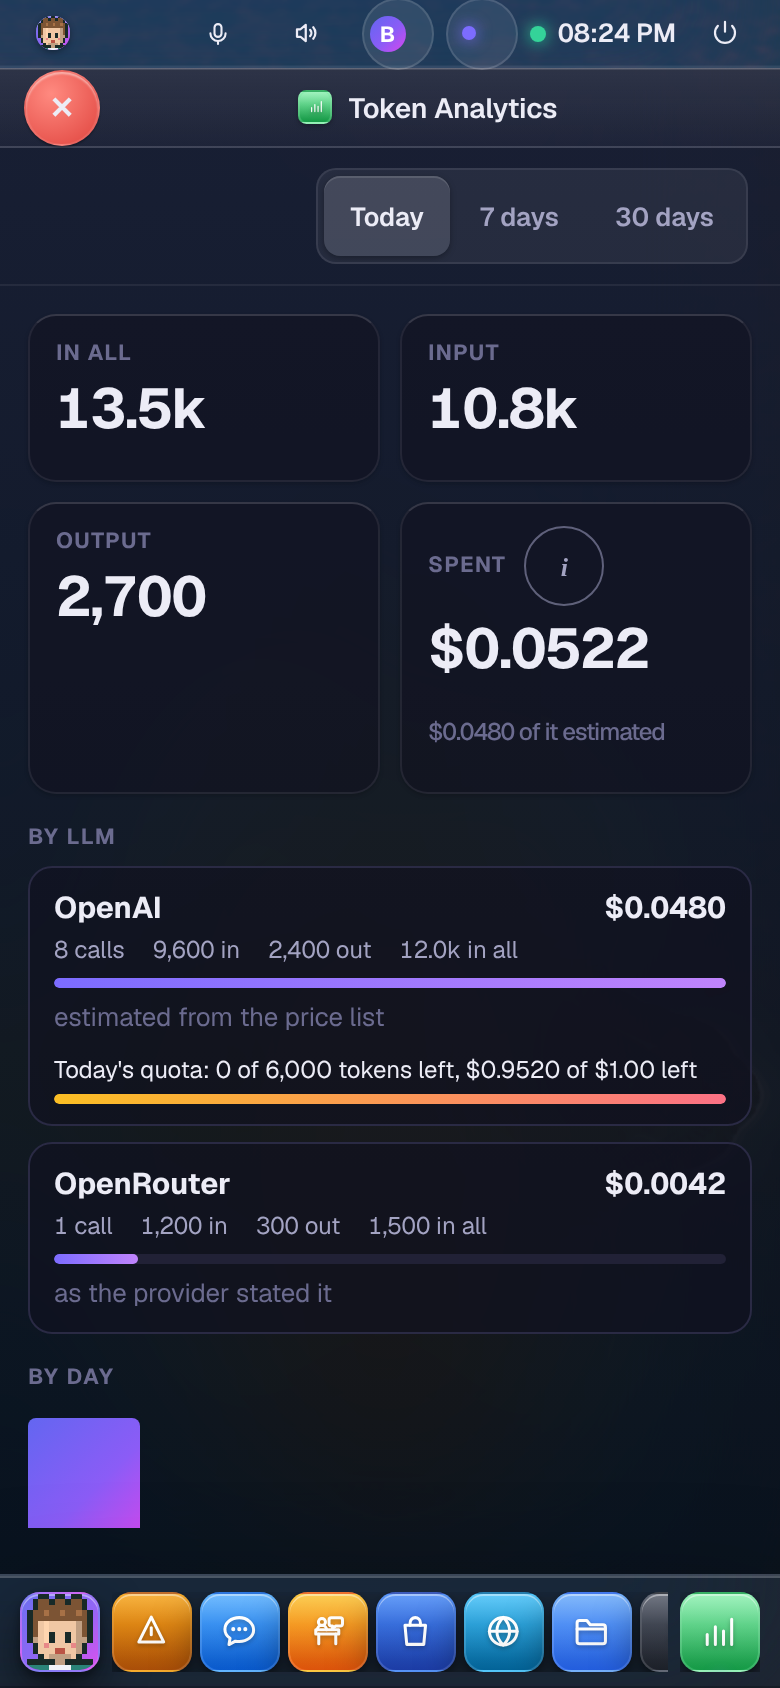 B
08:24 PM
Token Analytics
Today
7 days
30 days
IN ALL
13.5k
INPUT
10.8k
OUTPUT
2,700
SPENT
i
$0.0522
$0.0480 of it estimated
BY LLM
OpenAI
$0.0480
8 calls 9,600 in 2,400 out 12.0k in all
estimated from the price list
Today's quota: 0 of 6,000 tokens left, $0.9520 of $1.00 left
OpenRouter
$0.0042
1 call 1,200 in 300 out 1,500 in all
as the provider stated it
BY DAY